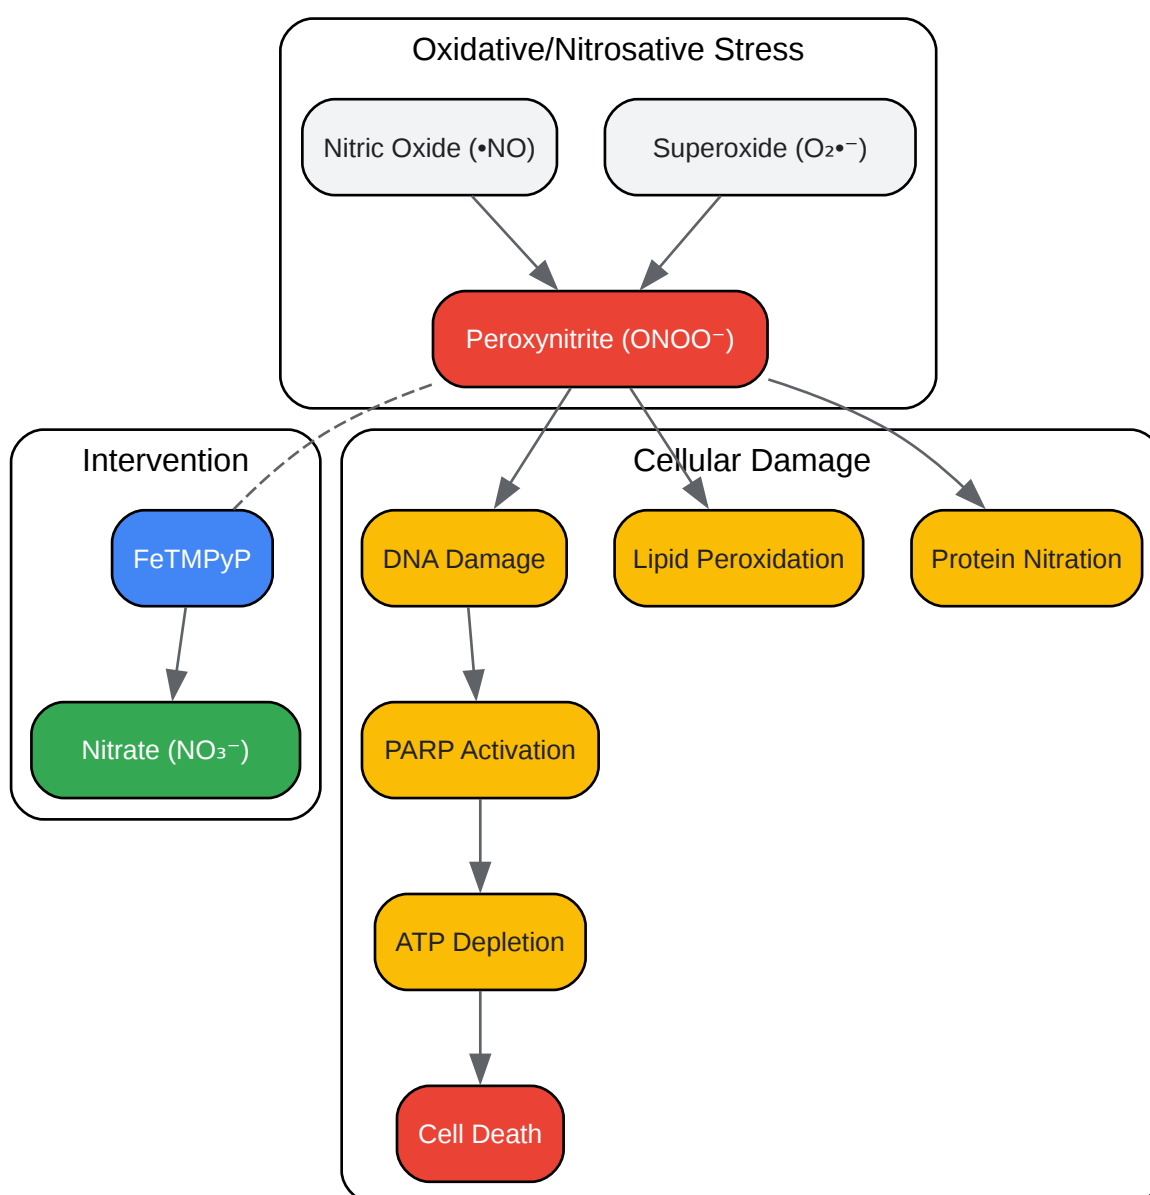 Oxidative/Nitrosative Stress
Nitric Oxide (•NO)
Superoxide (O₂•⁻)
Peroxynitrite (ONOO⁻)
Intervention
Cellular Damage
FeTMPyP
DNA Damage
Lipid Peroxidation
Protein Nitration
Nitrate (NO₃⁻)
PARP Activation
ATP Depletion
Cell Death